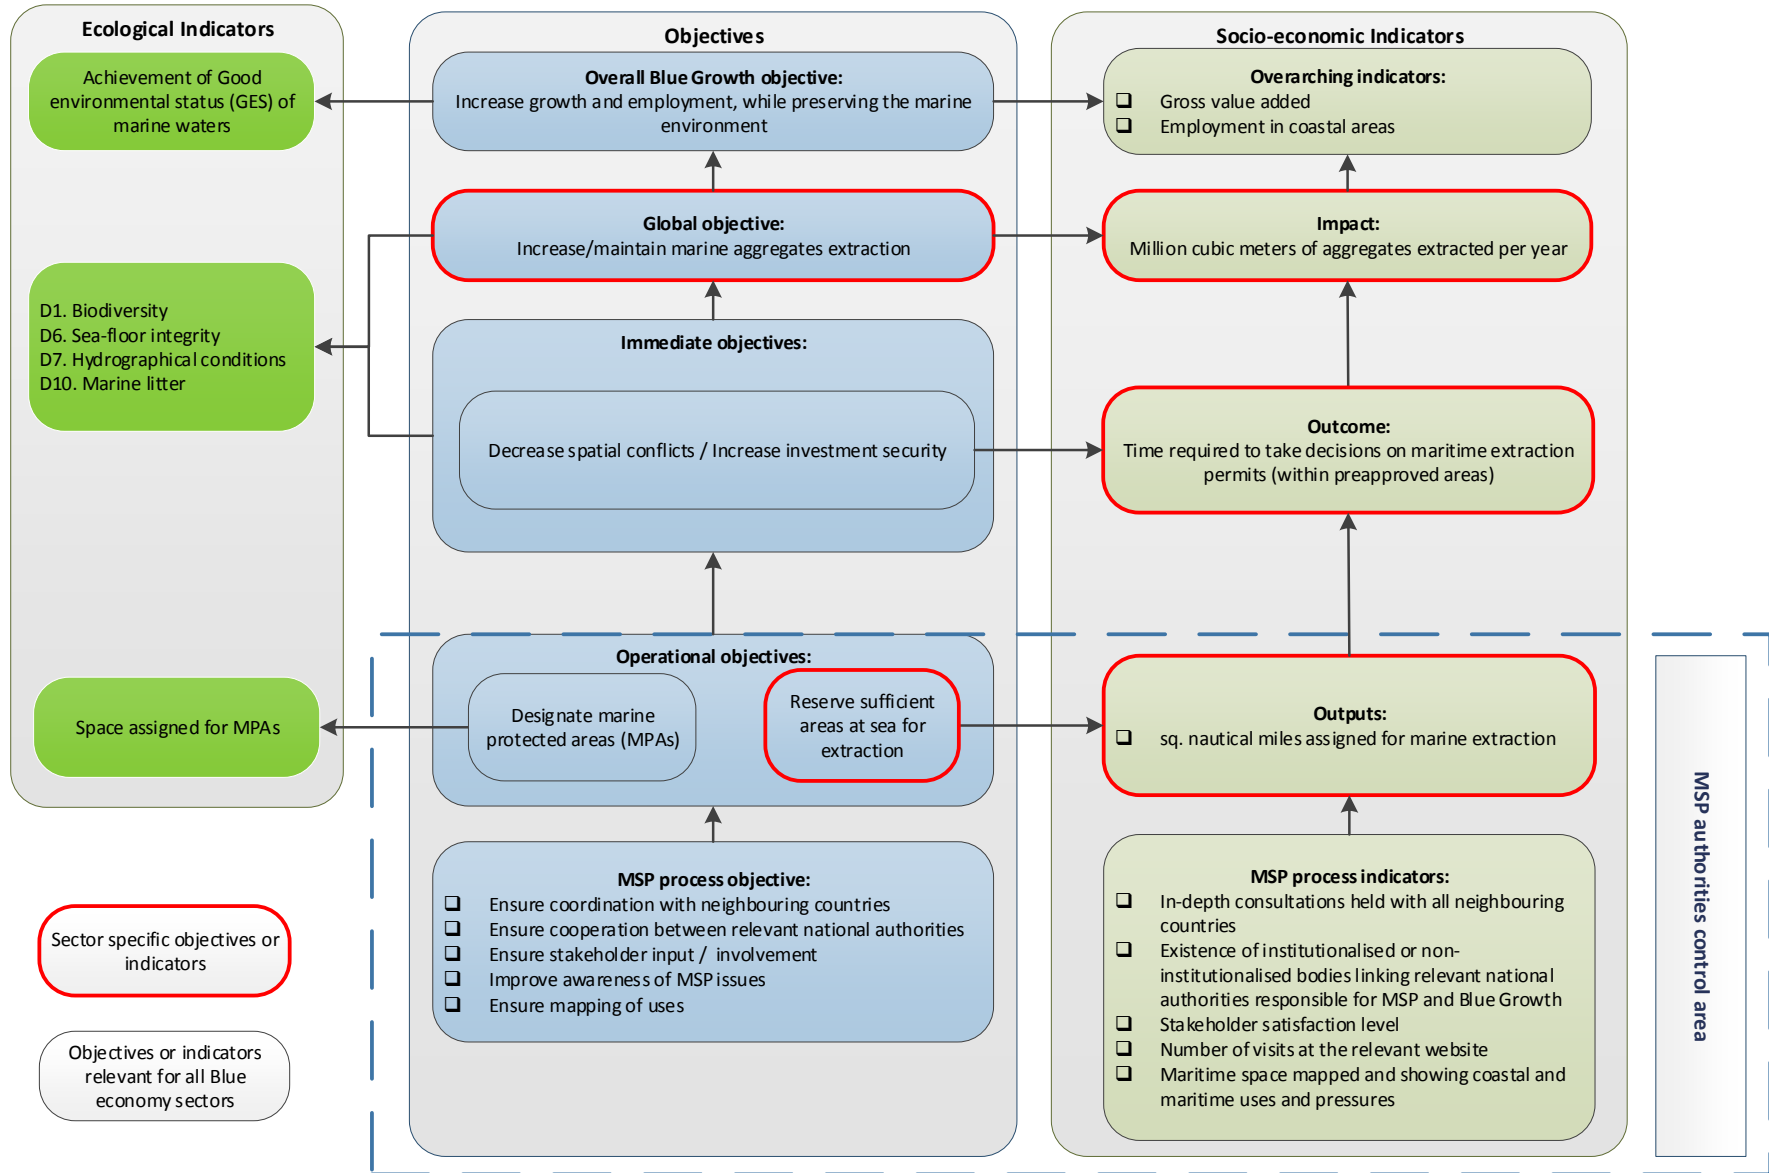 Ecological Indicators
Achievement of Good
environmental status (GES) of
marine waters
D1. Biodiversity
D6. Sea-floor integrity
D7. Hydrographical conditions
D10. Marine litter
Space assigned for MPAs
Sector specific objectives or
indicators
Objectives or indicators
relevant for all Blue
economy sectors
Objectives
Overall Blue Growth objective:
Increase growth and employment, while preserving the marine
environment
Global objective:
Increase/maintain marine aggregates extraction
Immediate objectives:
Decrease spatial conflicts / Increase investment security
Operational objectives:
Designate marine
protected areas (MPAs)
Reserve sufficient
areas at sea for
extraction
MSP process objective:
❑ Ensure coordination with neighbouring countries
❑ Ensure cooperation between relevant national authorities
❑ Ensure stakeholder input / involvement
❑ Improve awareness of MSP issues
❑ Ensure mapping of uses
Socio-economic Indicators
Overarching indicators:
❑ Gross value added
❑ Employment in coastal areas
Impact:
Million cubic meters of aggregates extracted per year
Outcome:
Time required to take decisions on maritime extraction
permits (within preapproved areas)
Outputs:
❑ sq. nautical miles assigned for marine extraction
MSP process indicators:
❑ In-depth consultations held with all neighbouring
countries
❑ Existence of institutionalised or non-
institutionalised bodies linking relevant national
authorities responsible for MSP and Blue Growth
❑ Stakeholder satisfaction level
❑ Number of visits at the relevant website
❑ Maritime space mapped and showing coastal and
maritime uses and pressures
MSP authorities control area